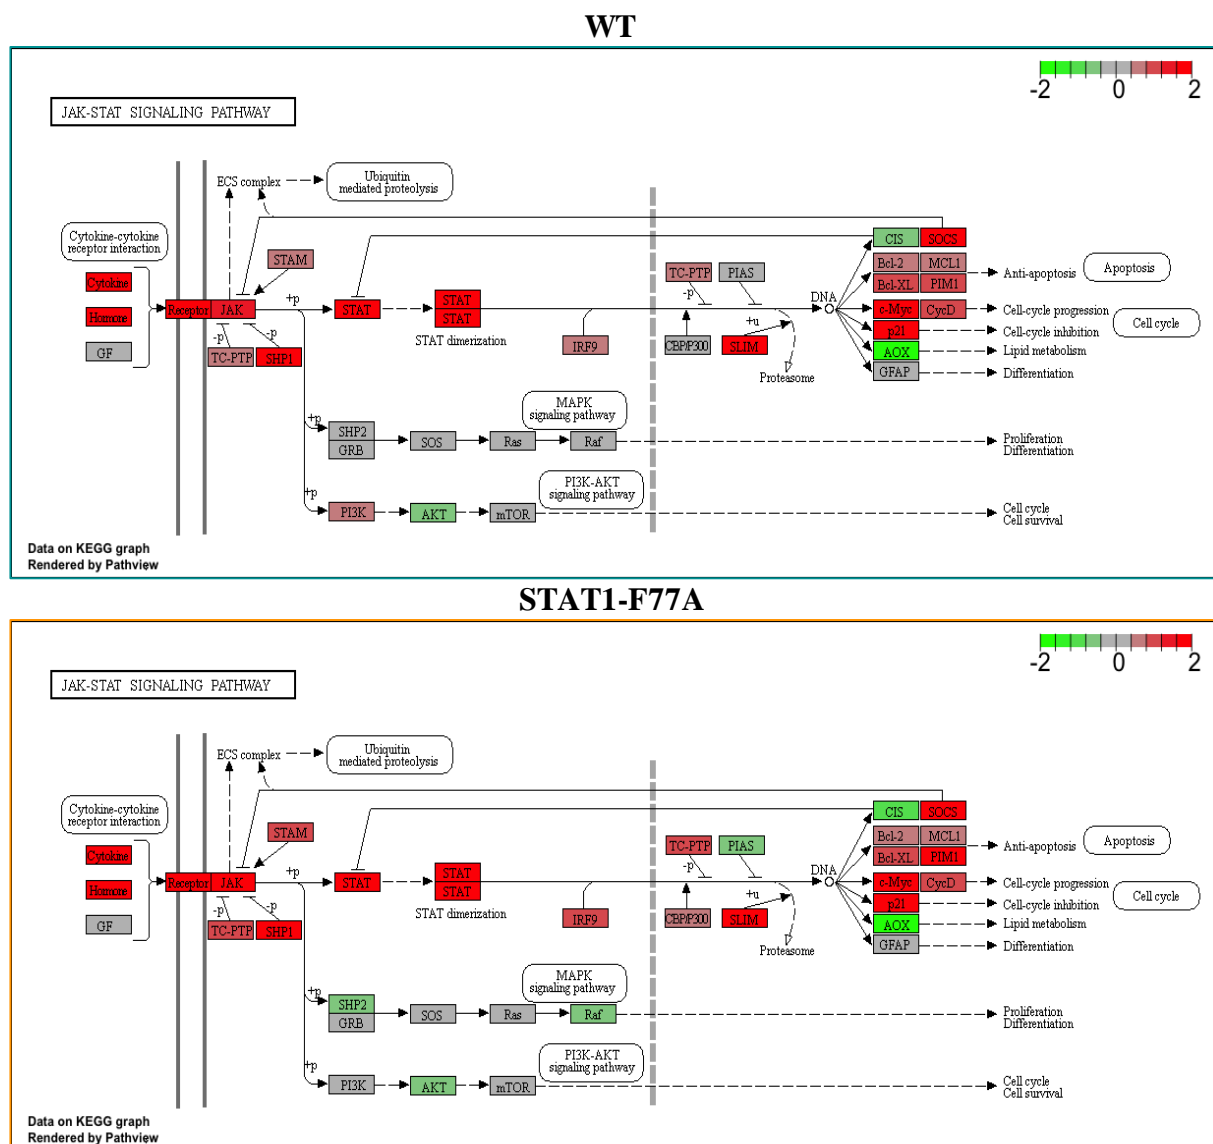 WT
-2 0 2
JAK-STAT SIGNALING PATHWAY
Ubiquitin
mediated proteolysis
ECS complex
Cytokine-cytokine
receptor interaction
CIS SOCS
STAM
TC-PTP PIAS
Bcl-2 MCL1
Anti-apoptosis Apoptosis
Cytokine
Bcl-XL PIM1
-p
DNA
+p
Hormone Receptor JAK STAT STAT
STAT
c-Myc CycD Cell-cycle progression
Cell cycle
+u
p21 Cell-cycle inhibition
-p -p
STAT dimerization
GF TC-PTP SHP1 IRF9 CBP/P300 SLIM AOX Lipid metabolism
GFAP Differentiation
Proteasome
MAPK
signaling pathway
+p
SHP2
GRB
SOS Ras Raf Proliferation
Differentiation
PI3K-AKT
signaling pathway
+p
PI3K AKT mTOR Cell cycle
Cell survival
Data on KEGG graph
Rendered by Pathview
STAT1-F77A
-2 0 2
JAK-STAT SIGNALING PATHWAY
Ubiquitin
mediated proteolysis
ECS complex
Cytokine-cytokine
receptor interaction
CIS SOCS
STAM
TC-PTP PIAS
Bcl-2 MCL1
Anti-apoptosis Apoptosis
Cytokine
Bcl-XL PIM1
-p
DNA
+p
Hormone Receptor JAK STAT STAT
STAT
c-Myc CycD Cell-cycle progression
Cell cycle
+u
p21 Cell-cycle inhibition
-p -p
STAT dimerization
GF TC-PTP SHP1 IRF9 CBP/P300 SLIM AOX Lipid metabolism
GFAP Differentiation
Proteasome
MAPK
signaling pathway
+p
SHP2
GRB
SOS Ras Raf Proliferation
Differentiation
PI3K-AKT
signaling pathway
+p
PI3K AKT mTOR Cell cycle
Cell survival
Data on KEGG graph
Rendered by Pathview